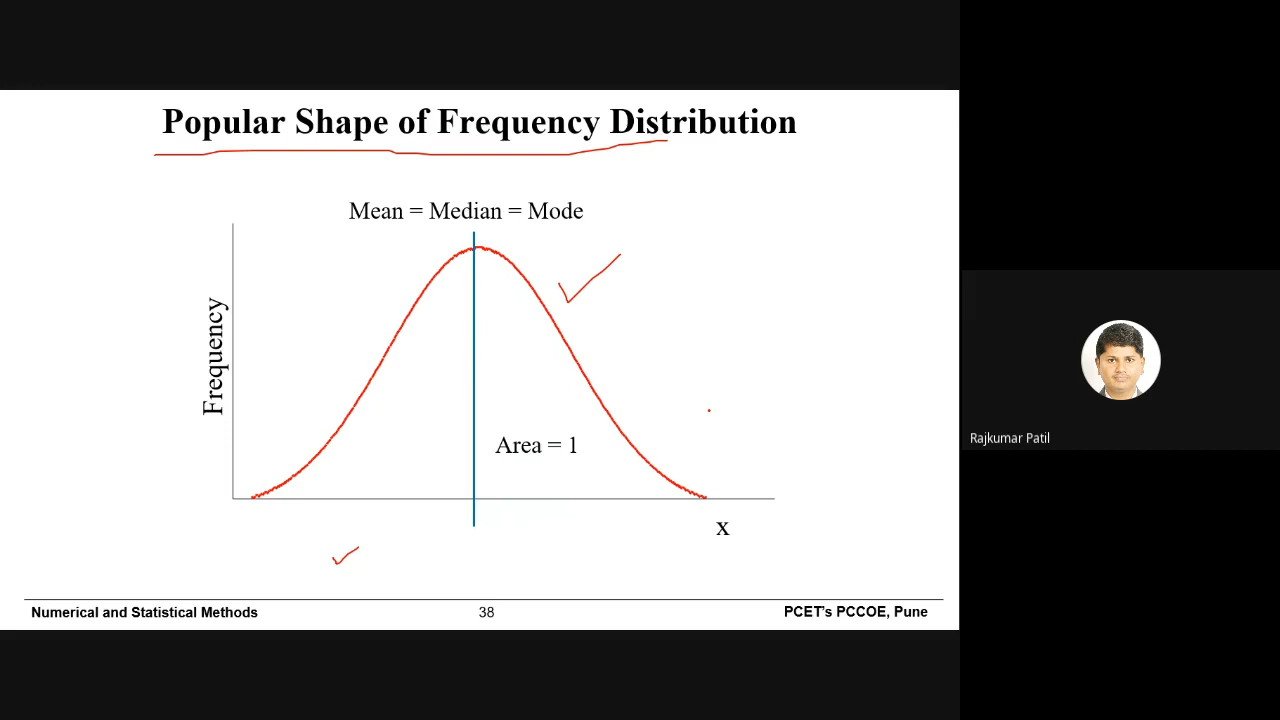 Popular Shape of Frequency Distribution
Mean = Median = Mode
Frequency
Area = 1
x
Numerical and Statistical Methods
38
PCET's PCCOE, Pune
Rajkumar Patil